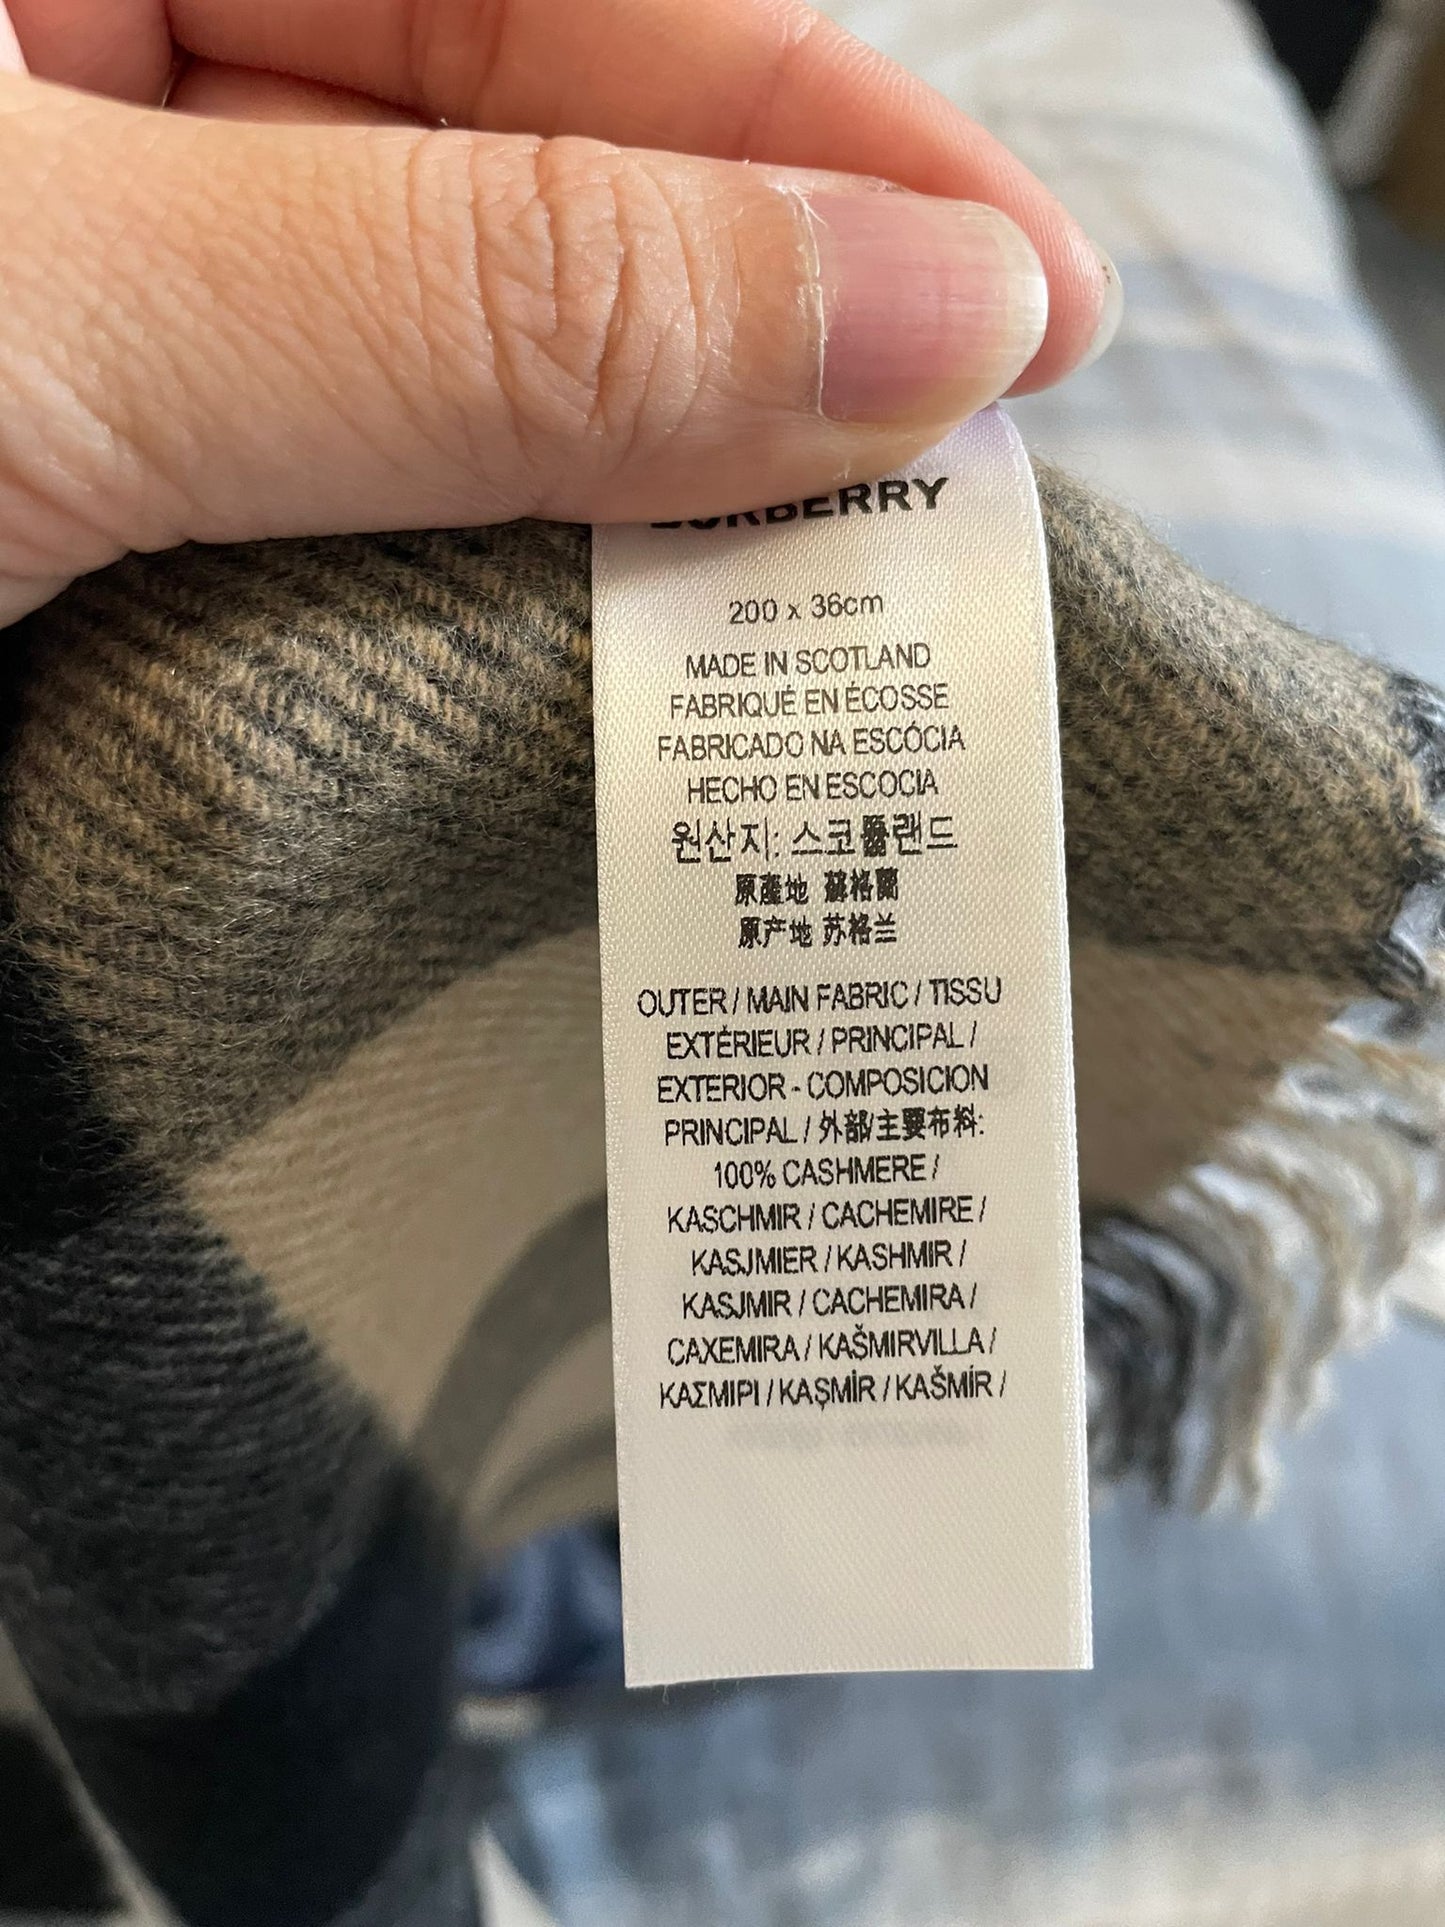 BURBERRY
200 x 36cm
MADE IN SCOTLAND
FABRIQUÉ EN ÉCOSSE
FABRICADO NA ESCÓCIA
HECHO EN ESCOCIA
원산지: 스코틀랜드
原產地 蘇格蘭
原产地 苏格兰
OUTER / MAIN FABRIC / TISSU
EXTÉRIEUR / PRINCIPAL /
EXTERIOR - COMPOSICION
PRINCIPAL / 外部/主要布料:
100% CASHMERE /
KASCHMIR / CACHEMIRE /
KASJMIER / KASHMIR /
KASJMIR / CACHEMIRA /
CAXEMIRA / KAŠMIRVILLA /
ΚΑΣΜΙΡΙ / KAŞMİR / KAŠMÍR /